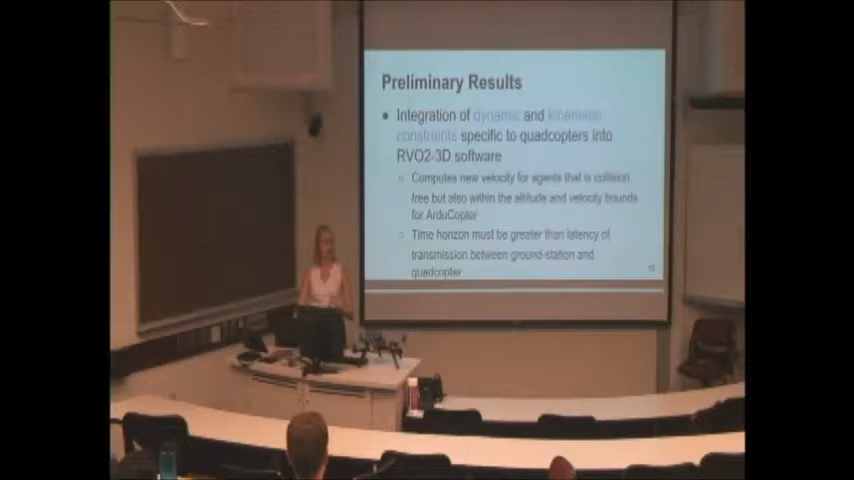 Preliminary Results
● Integration of dynamic and kinematic
constraints specific to quadcopters into
RVO2-3D software
○ Computes new velocity for agents that is collision
free but also within the altitude and velocity bounds
for ArduCopter
○ Time horizon must be greater than latency of
transmission between ground-station and
quadcopter